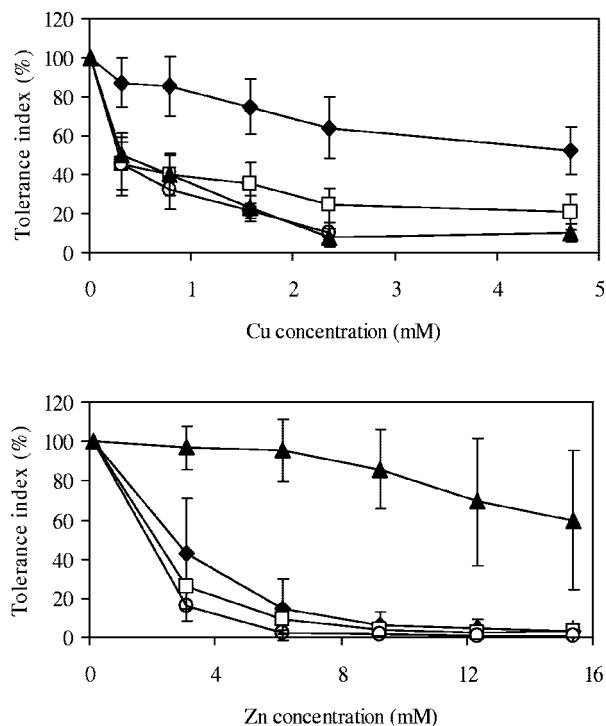 Tolerance index (%)
120
100
80
60
40
20
0
0 1 2 3 4 5
Cu concentration (mM)
Tolerance index (%)
120
100
80
60
40
20
0
0 4 8 12 16
Zn concentration (mM)